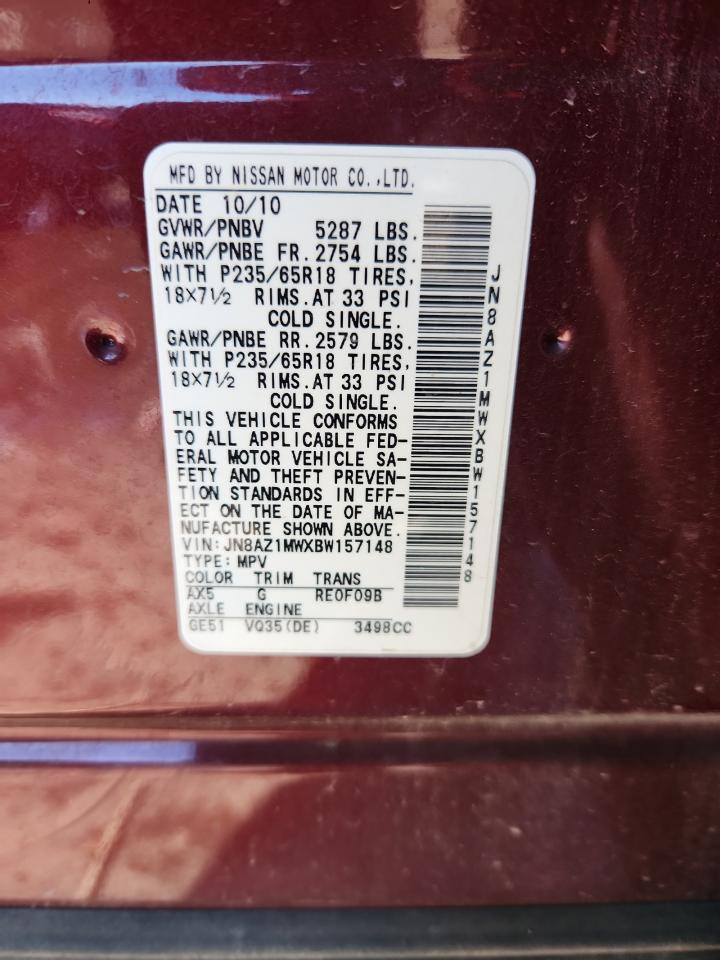 MFD BY NISSAN MOTOR CO.,LTD.
DATE 10/10
GVWR/PNBV 5287 LBS.
GAWR/PNBE FR. 2754 LBS.
WITH P235/65R18 TIRES,
18X7½ RIMS. AT 33 PSI
COLD SINGLE.
GAWR/PNBE RR. 2579 LBS.
WITH P235/65R18 TIRES,
18X7½ RIMS. AT 33 PSI
COLD SINGLE.
THIS VEHICLE CONFORMS
TO ALL APPLICABLE FED-
ERAL MOTOR VEHICLE SA-
FETY AND THEFT PREVEN-
TION STANDARDS IN EFF-
ECT ON THE DATE OF MA-
NUFACTURE SHOWN ABOVE.
VIN: JN8AZ1MWXBW157148
TYPE: MPV
COLOR TRIM TRANS
AX5 G RE0F09B
AXLE ENGINE
GE51 VQ35(DE) 3498CC
JN8AZ1MWXBW157148